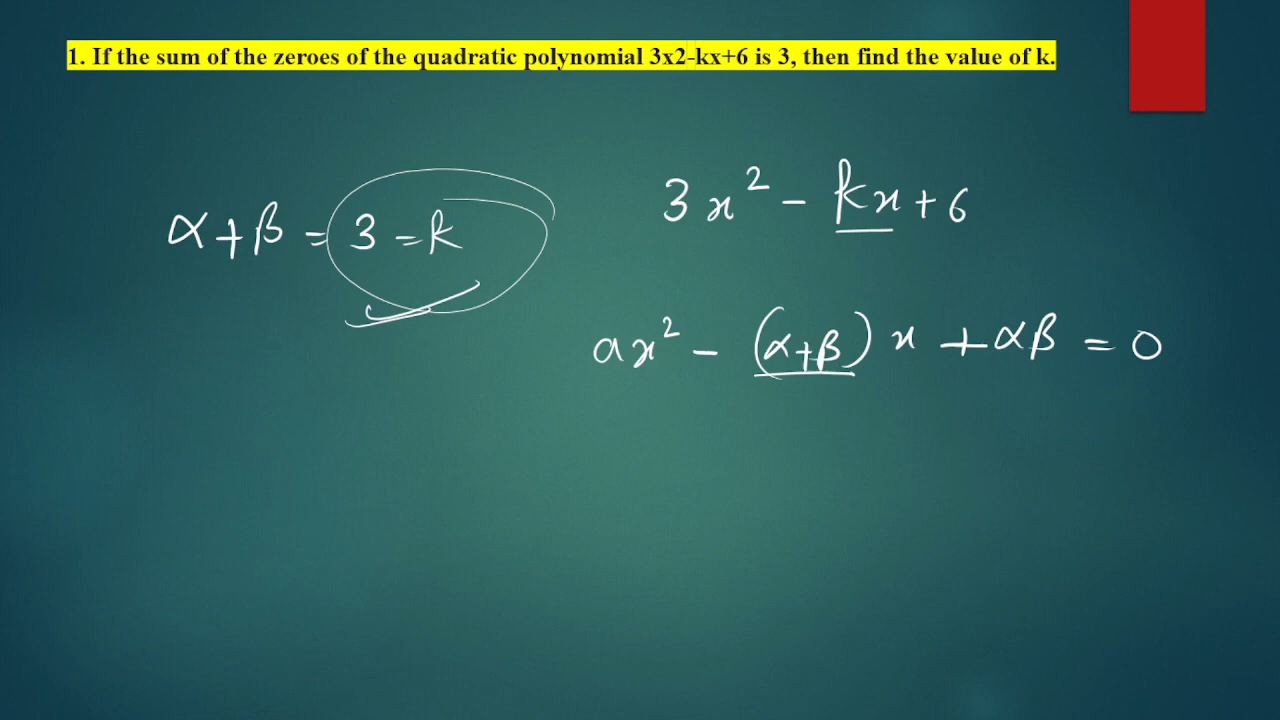 1. If the sum of the zeroes of the quadratic polynomial 3x2-kx+6 is 3, then find the value of k.
3x² - kx + 6
α+β = 3 = k
ax² - (α+β) x + αβ = 0